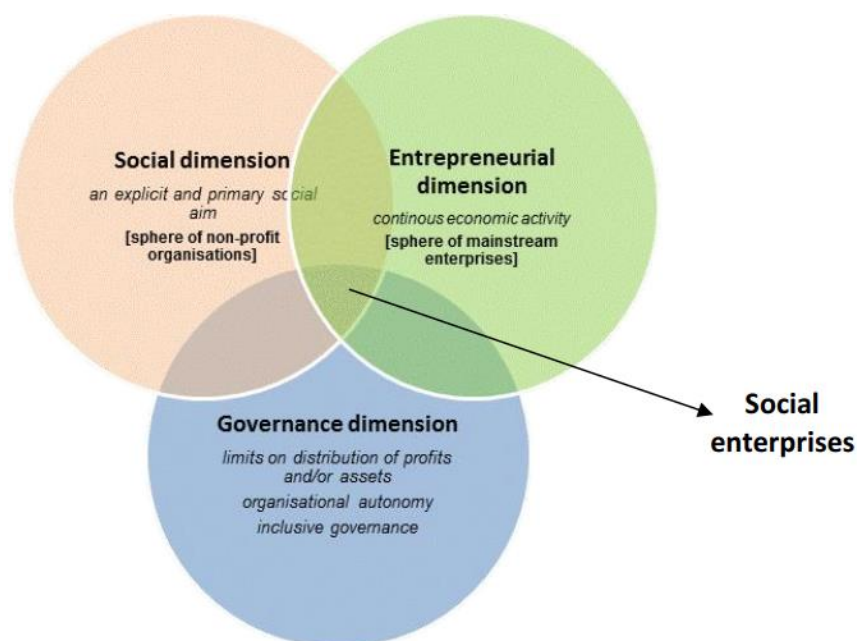 Social dimension
an explicit and primary social
aim
[sphere of non-profit
organisations]
Entrepreneurial
dimension
continous economic activity
[sphere of mainstream
enterprises]
Governance dimension
limits on distribution of profits
and/or assets
organisational autonomy
inclusive governance
Social
enterprises